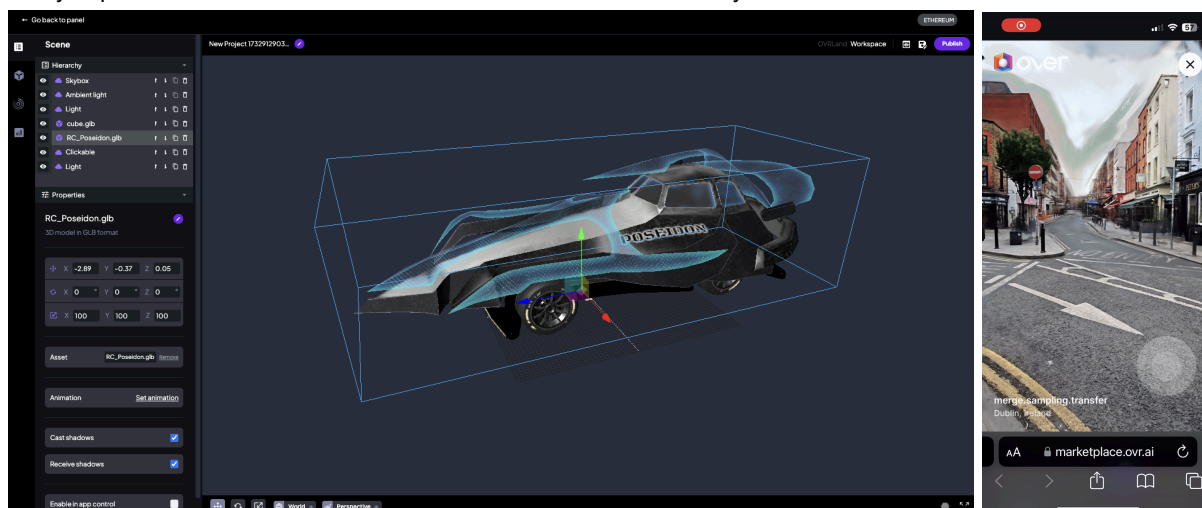 ← Go back to panel
ETHEREUM
Scene
New Project 1732912903...
OVRLand Workspace
Publish
Hierarchy
Skybox
Ambient light
Light
cube.glb
RC_Poseidon.glb
Clickable
Light
Properties
RC_Poseidon.glb
3D model in GLB format
X -2.89 Y -0.37 Z 0.05
X 0 ° Y 0 ° Z 0 °
X 100 Y 100 Z 100
Asset RC_Poseidon.glb Remove
Animation Set animation
Cast shadows
Receive shadows
Enable in app control
POSEIDON
World
Perspective
57
over
merge.sampling.transfer
Dublin, Ireland
AA marketplace.ovr.ai